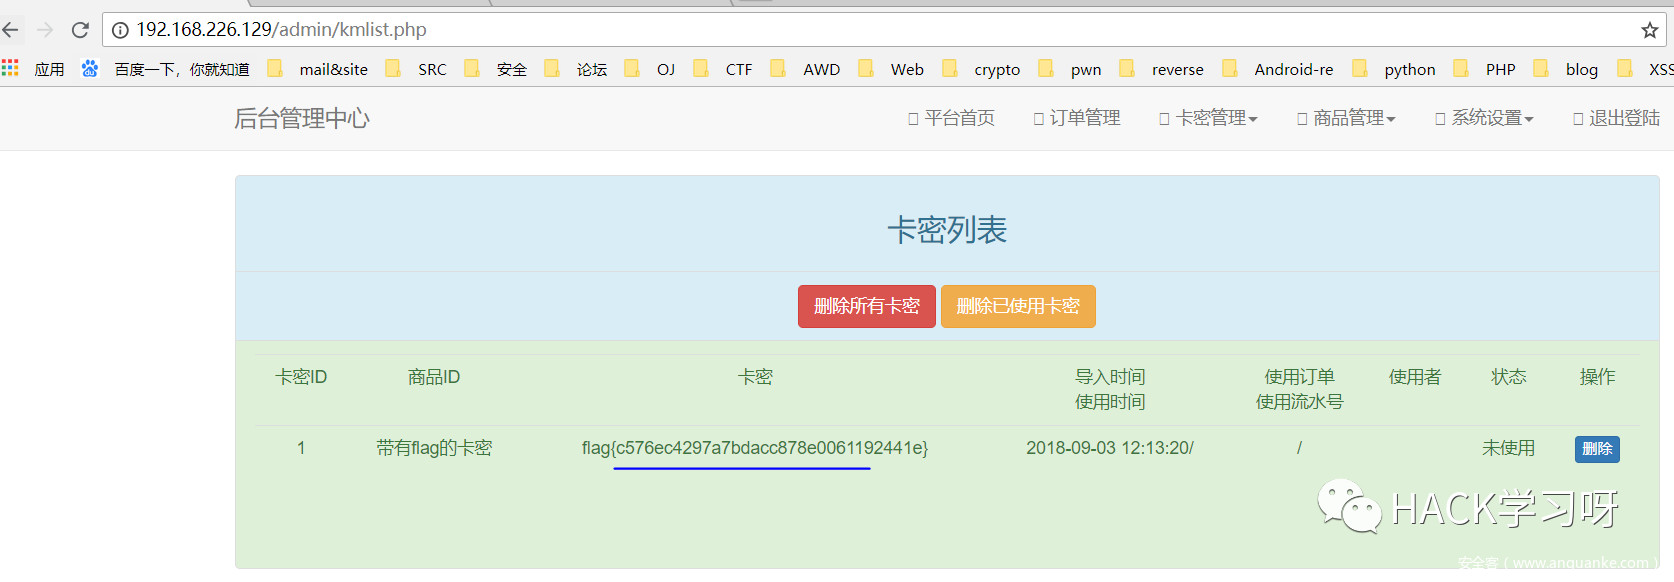 192.168.226.129/admin/kmlist.php
应用 百度一下，你就知道 mail&site SRC 安全 论坛 OJ CTF AWD Web crypto pwn reverse Android-re python PHP blog XSS
后台管理中心 平台首页 订单管理 卡密管理 商品管理 系统设置 退出登陆
卡密列表
删除所有卡密 删除已使用卡密
卡密ID 商品ID 卡密 导入时间 使用订单 使用者 状态 操作
使用时间 使用流水号
1 带有flag的卡密 flag{c576ec4297a7bdacc878e0061192441e} 2018-09-03 12:13:20/ / 未使用 删除
HACK学习呀
安全客（www.anquanke.com）